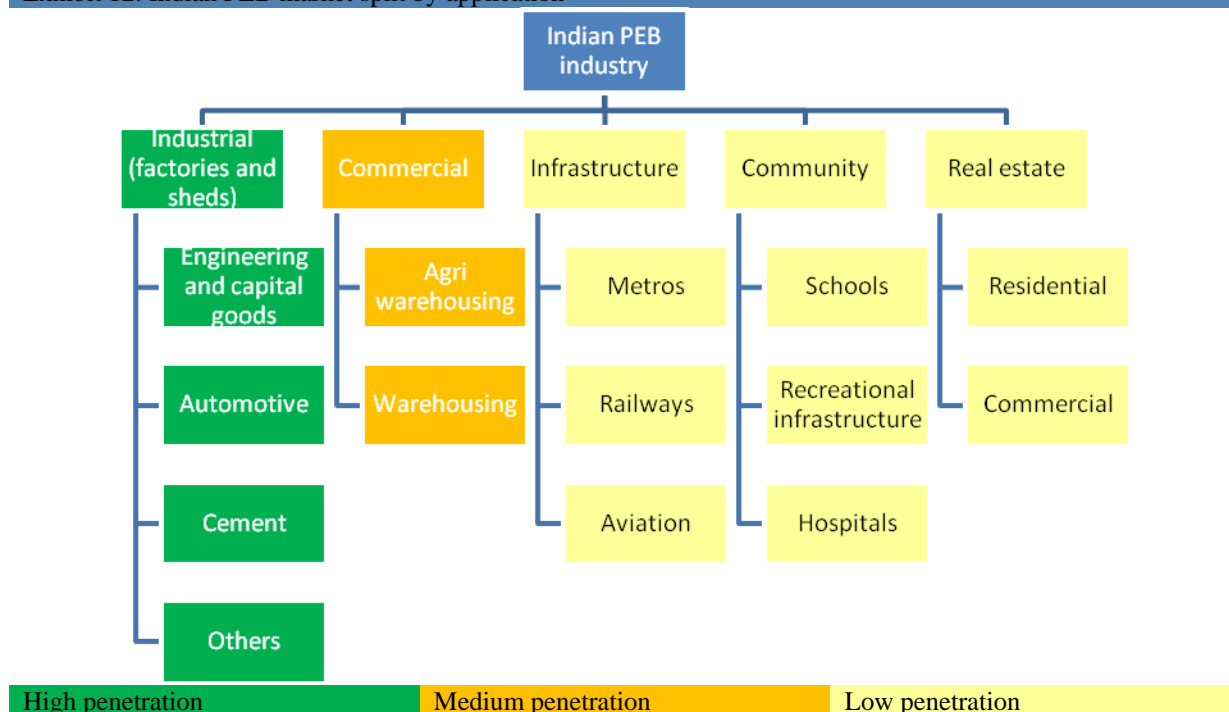 Indian PEB
industry
Industrial
(factories and
sheds)
Commercial
Infrastructure
Community
Real estate
Engineering
and capital
goods
Agri
warehousing
Metros
Schools
Residential
Automotive
Warehousing
Railways
Recreational
infrastructure
Commercial
Cement
Aviation
Hospitals
Others
High penetration
Medium penetration
Low penetration